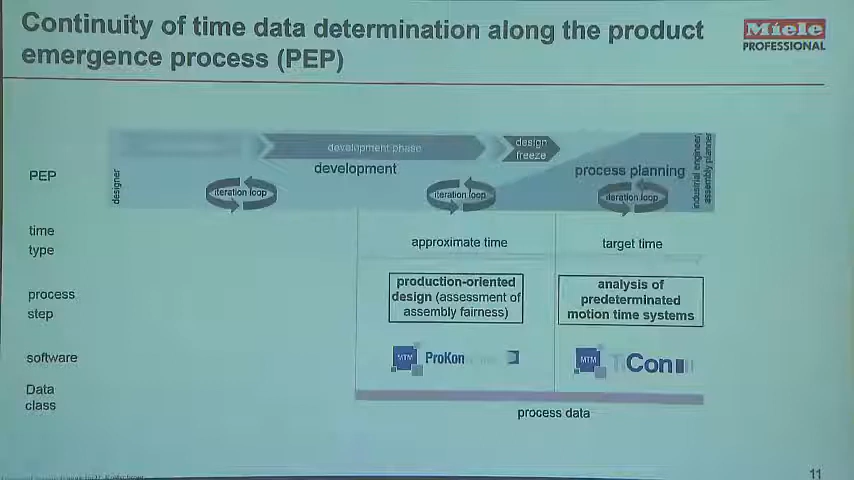 Continuity of time data determination along the product
emergence process (PEP)
Miele
PROFESSIONAL
development phase
design
freeze
PEP
designer
development
process planning
industrial engineer,
assembly planner
iteration loop
iteration loop
iteration loop
time
type
approximate time
target time
process
step
production-oriented
design (assessment of
assembly fairness)
analysis of
predeterminated
motion time systems
software
MTM
ProKon
MTM
TiCon
Data
class
process data
11